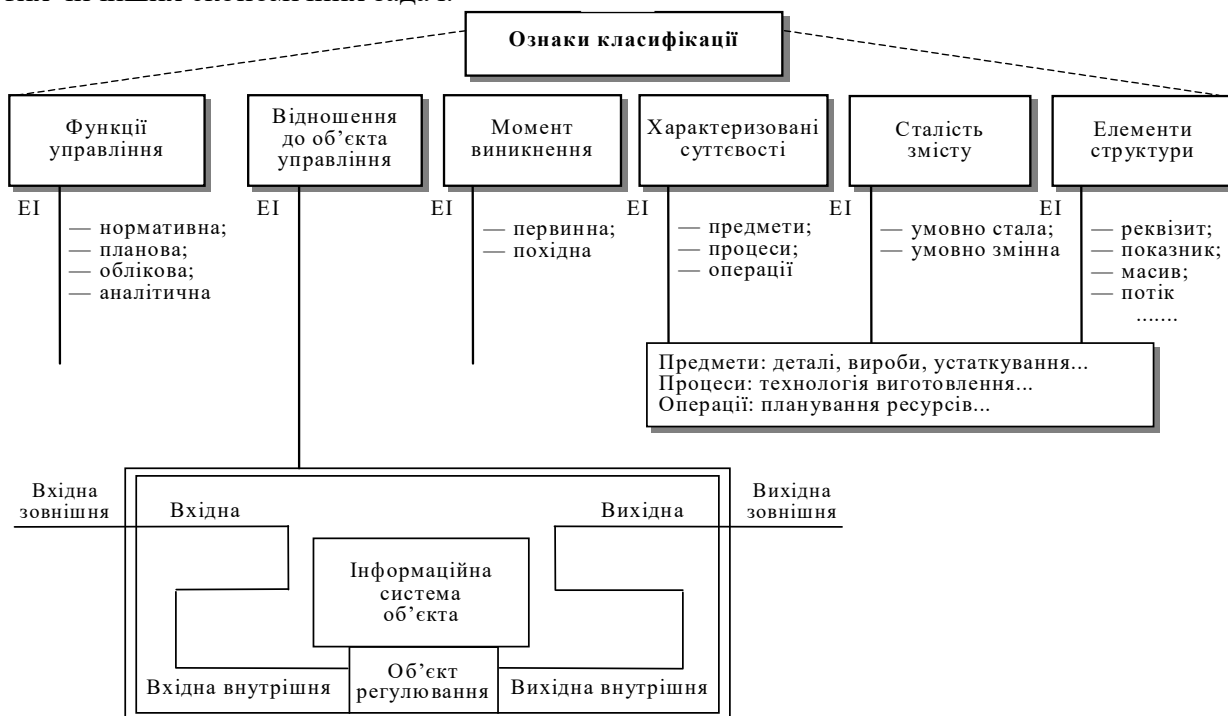 Ознаки класифікації
Функції
управління
Відношення
до об’єкта
управління
Момент
виникнення
Характеризовані
суттєвості
Сталість
змісту
Елементи
структури
ЕІ
— нормативна;
— планова;
— облікова;
— аналітична
ЕІ
ЕІ
— первинна;
— похідна
ЕІ
— предмети;
— процеси;
— операції
ЕІ
— умовно стала;
— умовно змінна
ЕІ
— реквізит;
— показник;
— масив;
— потік
.......
Предмети: деталі, вироби, устаткування...
Процеси: технологія виготовлення...
Операції: планування ресурсів...
Вхідна
зовнішня
Вхідна
Вихідна
Вихідна
зовнішня
Інформаційна
система
об’єкта
Об’єкт
регулювання
Вхідна внутрішня
Вихідна внутрішня